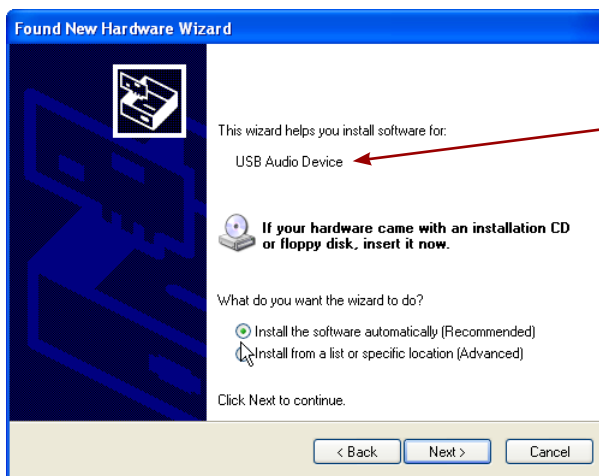 Found New Hardware Wizard
This wizard helps you install software for:
USB Audio Device
If your hardware came with an installation CD
or floppy disk, insert it now.
What do you want the wizard to do?
Install the software automatically (Recommended)
Install from a list or specific location (Advanced)
Click Next to continue.
< Back
Next >
Cancel